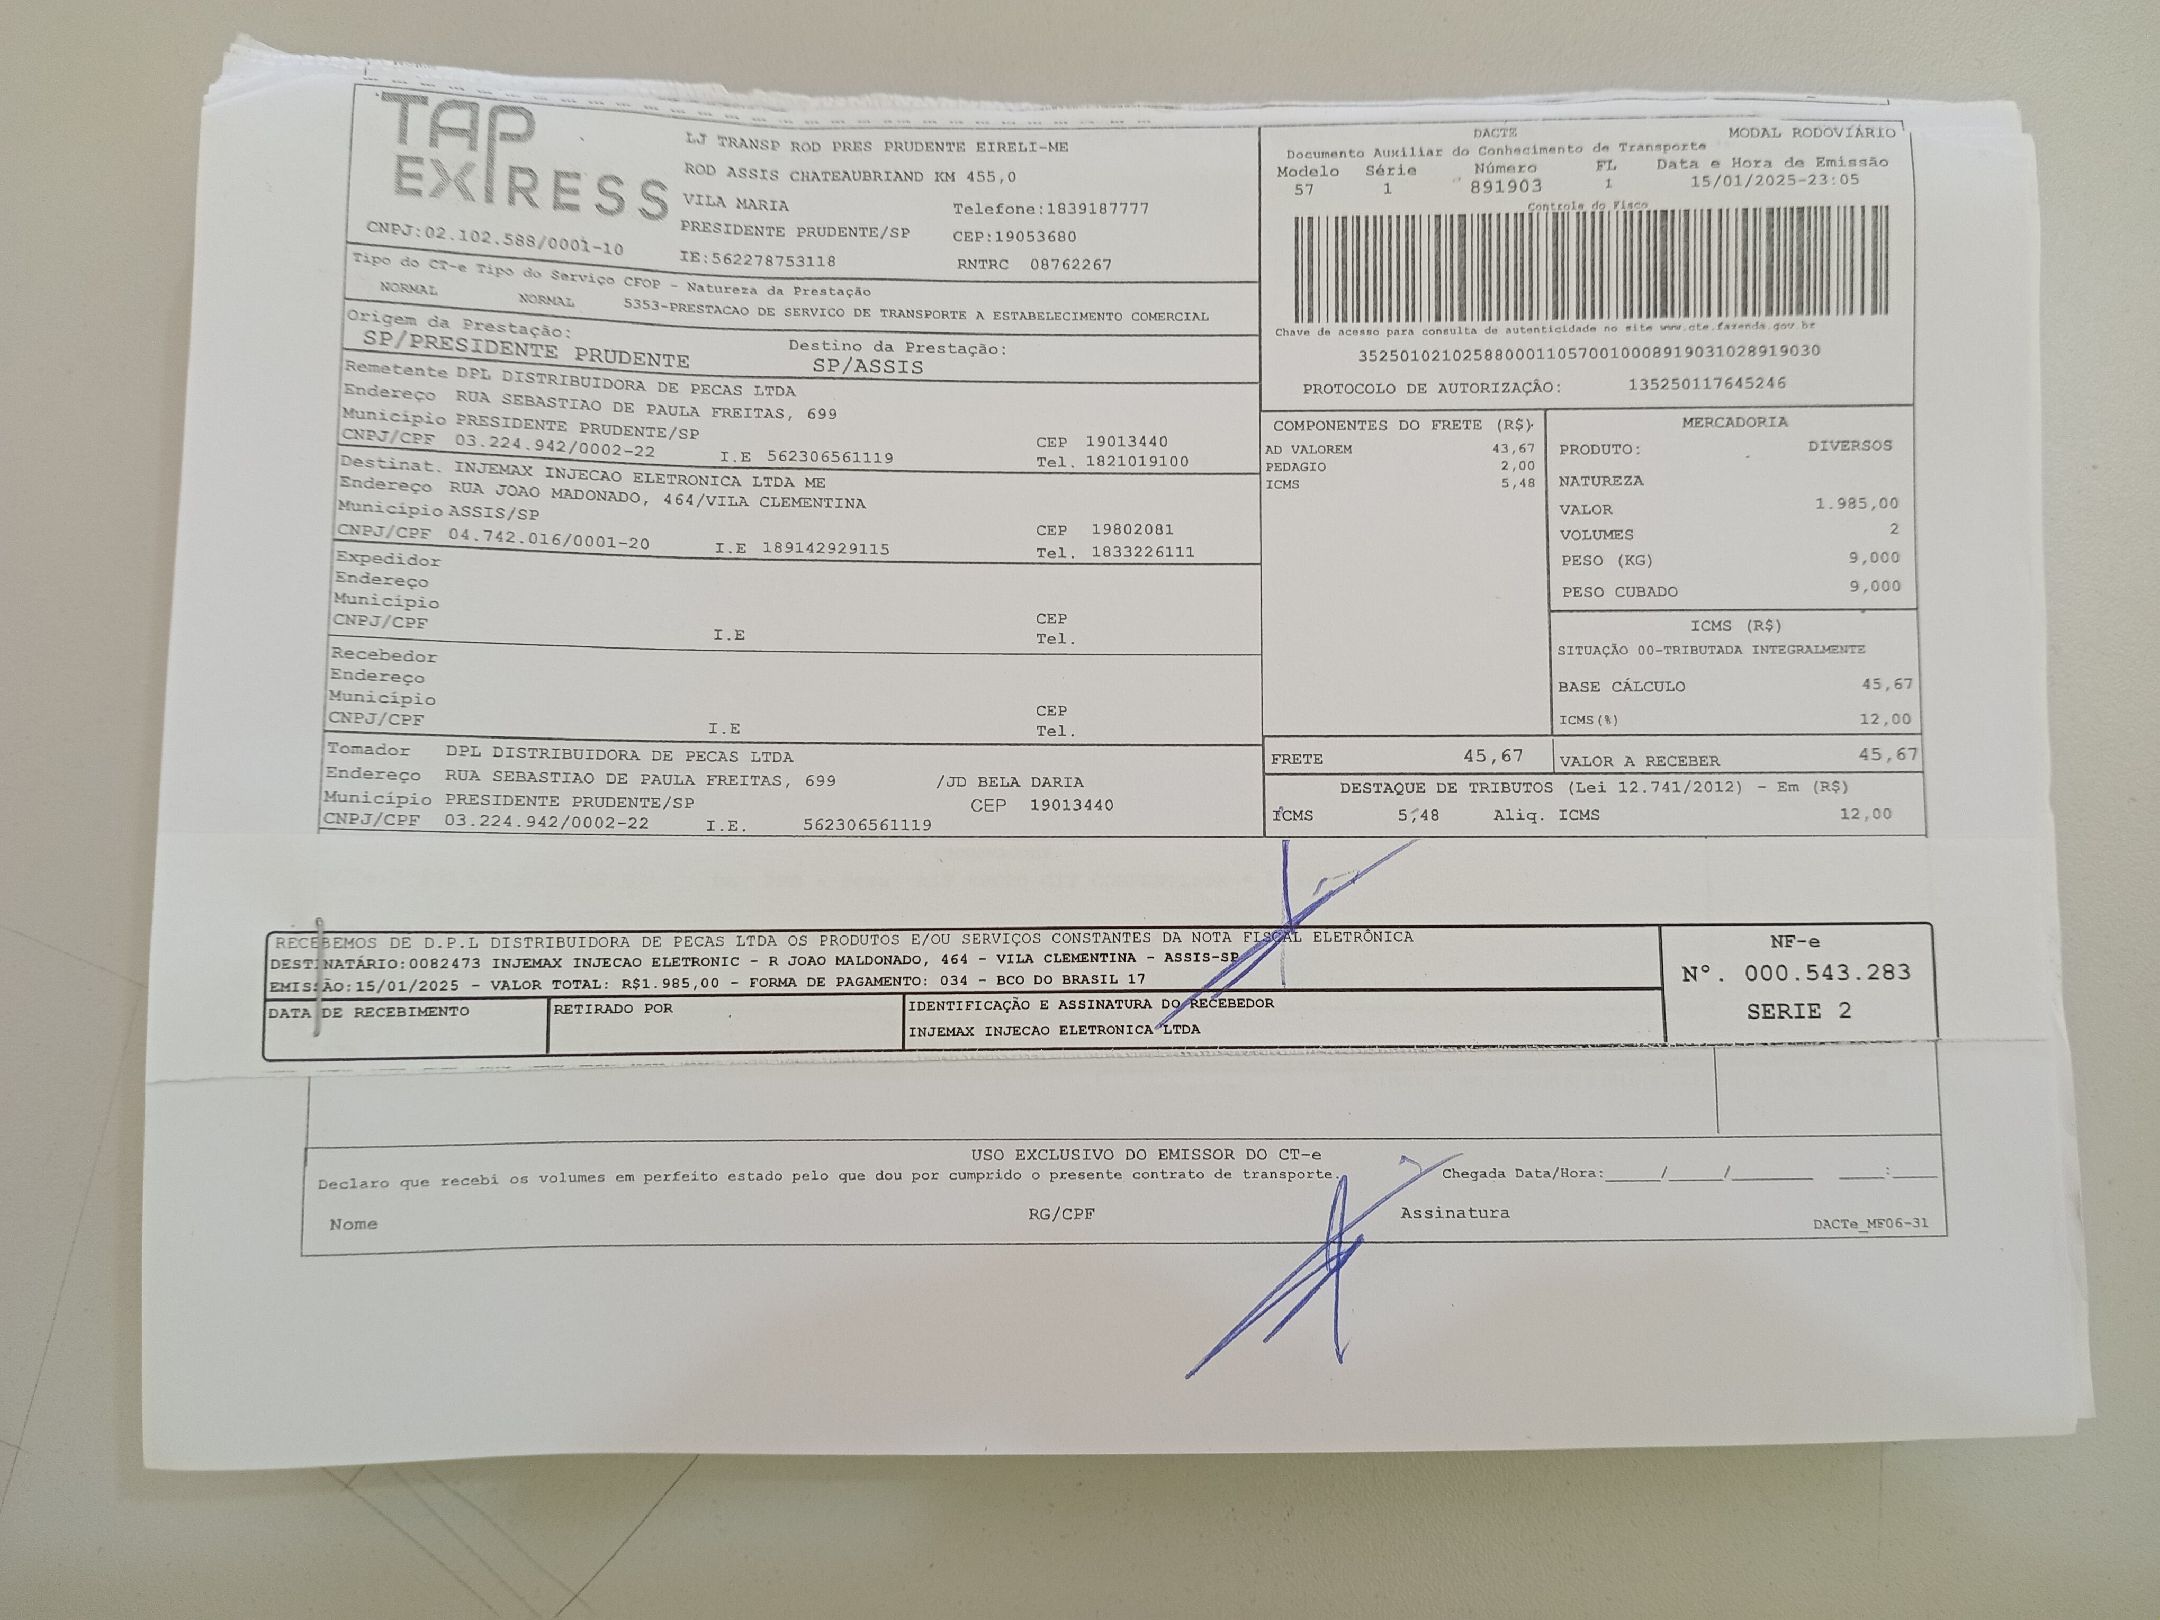 TAP
EXPRESS
CNPJ:02.102.588/0001-10
LJ TRANSP ROD PRES PRUDENTE EIRELI-ME
ROD ASSIS CHATEAUBRIAND KM 455,0
VILA MARIA Telefone:1839187777
PRESIDENTE PRUDENTE/SP CEP:19053680
IE:562278753118 RNTRC 08762267
DACTE MODAL RODOVIÁRIO
Documento Auxiliar do Conhecimento de Transporte
Modelo Série Número FL Data e Hora de Emissão
57 1 891903 1 15/01/2025-23:05
Controle do Fisco
Chave de acesso para consulta de autenticidade no site www.cte.fazenda.gov.br
35250102102588000110570010008919031028919030
PROTOCOLO DE AUTORIZAÇÃO: 135250117645246
Tipo do CT-e Tipo do Serviço CFOP - Natureza da Prestação
NORMAL NORMAL 5353-PRESTACAO DE SERVICO DE TRANSPORTE A ESTABELECIMENTO COMERCIAL
Origem da Prestação: Destino da Prestação:
SP/PRESIDENTE PRUDENTE SP/ASSIS
Remetente DPL DISTRIBUIDORA DE PECAS LTDA
Endereço RUA SEBASTIAO DE PAULA FREITAS, 699
Município PRESIDENTE PRUDENTE/SP CEP 19013440
CNPJ/CPF 03.224.942/0002-22 I.E 562306561119 Tel. 1821019100
Destinat. INJEMAX INJECAO ELETRONICA LTDA ME
Endereço RUA JOAO MADONADO, 464/VILA CLEMENTINA
Município ASSIS/SP CEP 19802081
CNPJ/CPF 04.742.016/0001-20 I.E 189142929115 Tel. 1833226111
Expedidor
Endereço
Município CEP
CNPJ/CPF I.E Tel.
Recebedor
Endereço
Município CEP
CNPJ/CPF I.E Tel.
Tomador DPL DISTRIBUIDORA DE PECAS LTDA
Endereço RUA SEBASTIAO DE PAULA FREITAS, 699 /JD BELA DARIA
Município PRESIDENTE PRUDENTE/SP CEP 19013440
CNPJ/CPF 03.224.942/0002-22 I.E. 562306561119
COMPONENTES DO FRETE (R$)
AD VALOREM 43,67
PEDAGIO 2,00
ICMS 5,48
MERCADORIA
PRODUTO: DIVERSOS
NATUREZA
VALOR 1.985,00
VOLUMES 2
PESO (KG) 9,000
PESO CUBADO 9,000
ICMS (R$)
SITUAÇÃO 00-TRIBUTADA INTEGRALMENTE
BASE CÁLCULO 45,67
ICMS(%) 12,00
FRETE 45,67 VALOR A RECEBER 45,67
DESTAQUE DE TRIBUTOS (Lei 12.741/2012) - Em (R$)
ICMS 5,48 Aliq. ICMS 12,00
RECEBEMOS DE D.P.L DISTRIBUIDORA DE PECAS LTDA OS PRODUTOS E/OU SERVIÇOS CONSTANTES DA NOTA FISCAL ELETRÔNICA
DESTINATÁRIO:0082473 INJEMAX INJECAO ELETRONIC - R JOAO MALDONADO, 464 - VILA CLEMENTINA - ASSIS-SP
EMISSÃO:15/01/2025 - VALOR TOTAL: R$1.985,00 - FORMA DE PAGAMENTO: 034 - BCO DO BRASIL 17
DATA DE RECEBIMENTO RETIRADO POR IDENTIFICAÇÃO E ASSINATURA DO RECEBEDOR
INJEMAX INJECAO ELETRONICA LTDA
NF-e
Nº. 000.543.283
SERIE 2
USO EXCLUSIVO DO EMISSOR DO CT-e
Declaro que recebi os volumes em perfeito estado pelo que dou por cumprido o presente contrato de transporte. Chegada Data/Hora:____/____/______ ___:___
Nome RG/CPF Assinatura
DACTe_MF06-31